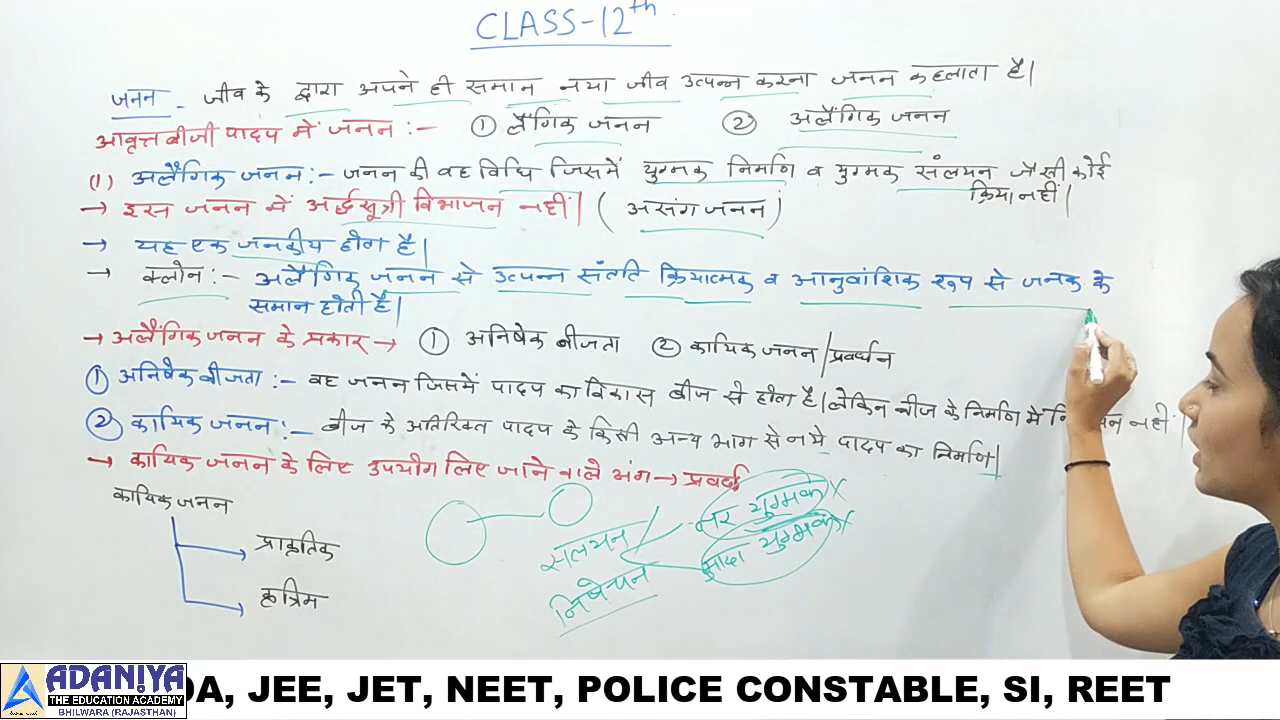 CLASS-12th
जनन - जीव के द्वारा अपने ही समान नया जीव उत्पन्न करना जनन कहलाता है।
आवृत्तबीजी पादप में जनन :- ① लैंगिक जनन ② अलैंगिक जनन
(1) अलैंगिक जनन :- जनन की वह विधि जिसमें युग्मक निर्माण व युग्मक संलयन जैसी कोई
क्रिया नहीं।
→ इस जनन में अर्द्धसूत्री विभाजन नहीं। (असंगजनन)
→ यह एक जनकीय होता है।
→ क्लोन :- अलैंगिक जनन से उत्पन्न संतति क्रियात्मक व आनुवांशिक रूप से जनक के
समान होती है।
→ अलैंगिक जनन के प्रकार → ① अनिषेक बीजता ② कायिक जनन/प्रवर्धन
① अनिषेक बीजता :- वह जनन जिसमें पादप का विकास बीज से होता है। लेकिन बीज के निर्माण में नहीं।
② कायिक जनन :- बीज के अतिरिक्त पादप के किसी अन्य भाग से नये पादप का निर्माण।
→ कायिक जनन के लिए उपयोग लिए जाने वाले अंग →
कायिक जनन
प्राकृतिक
कृत्रिम
संलयन
निषेचन
नर युग्मक X
मादा युग्मक X
ADANIYA
THE EDUCATION ACADEMY
BHILWARA (RAJASTHAN)
DA, JEE, JET, NEET, POLICE CONSTABLE, SI, REET